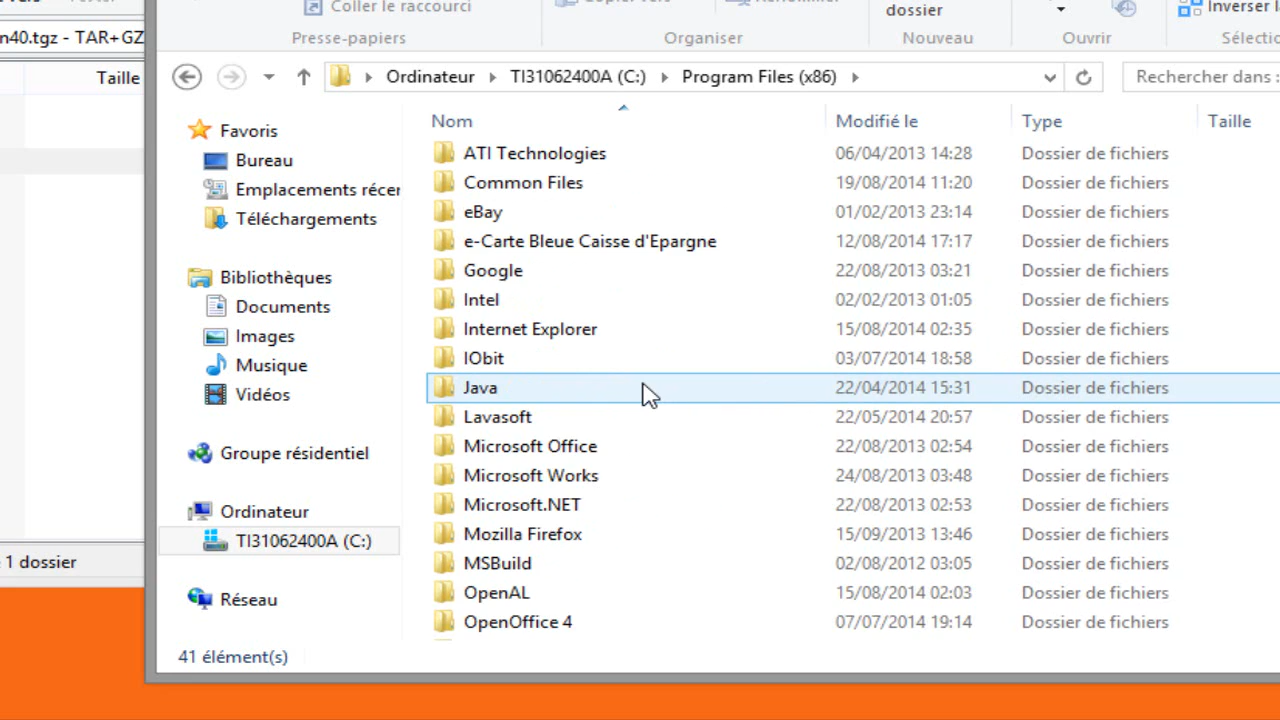 Coller le raccourci
dossier
Inverser l
n40.tgz - TAR+GZ
Presse-papiers
Organiser
Nouveau
Ouvrir
Sélectio
Taille
Ordinateur
TI31062400A (C:)
Program Files (x86)
Rechercher dans :
Nom
Modifié le
Type
Taille
Favoris
Bureau
Emplacements récer
Téléchargements
Bibliothèques
Documents
Images
Musique
Vidéos
Groupe résidentiel
Ordinateur
TI31062400A (C:)
Réseau
ATI Technologies 06/04/2013 14:28 Dossier de fichiers
Common Files 19/08/2014 11:20 Dossier de fichiers
eBay 01/02/2013 23:14 Dossier de fichiers
e-Carte Bleue Caisse d'Epargne 12/08/2014 17:17 Dossier de fichiers
Google 22/08/2013 03:21 Dossier de fichiers
Intel 02/02/2013 01:05 Dossier de fichiers
Internet Explorer 15/08/2014 02:35 Dossier de fichiers
IObit 03/07/2014 18:58 Dossier de fichiers
Java 22/04/2014 15:31 Dossier de fichiers
Lavasoft 22/05/2014 20:57 Dossier de fichiers
Microsoft Office 22/08/2013 02:54 Dossier de fichiers
Microsoft Works 24/08/2013 03:48 Dossier de fichiers
Microsoft.NET 22/08/2013 02:53 Dossier de fichiers
Mozilla Firefox 15/09/2013 13:46 Dossier de fichiers
MSBuild 02/08/2012 03:05 Dossier de fichiers
OpenAL 15/08/2014 02:03 Dossier de fichiers
OpenOffice 4 07/07/2014 19:14 Dossier de fichiers
1 dossier
41 élément(s)